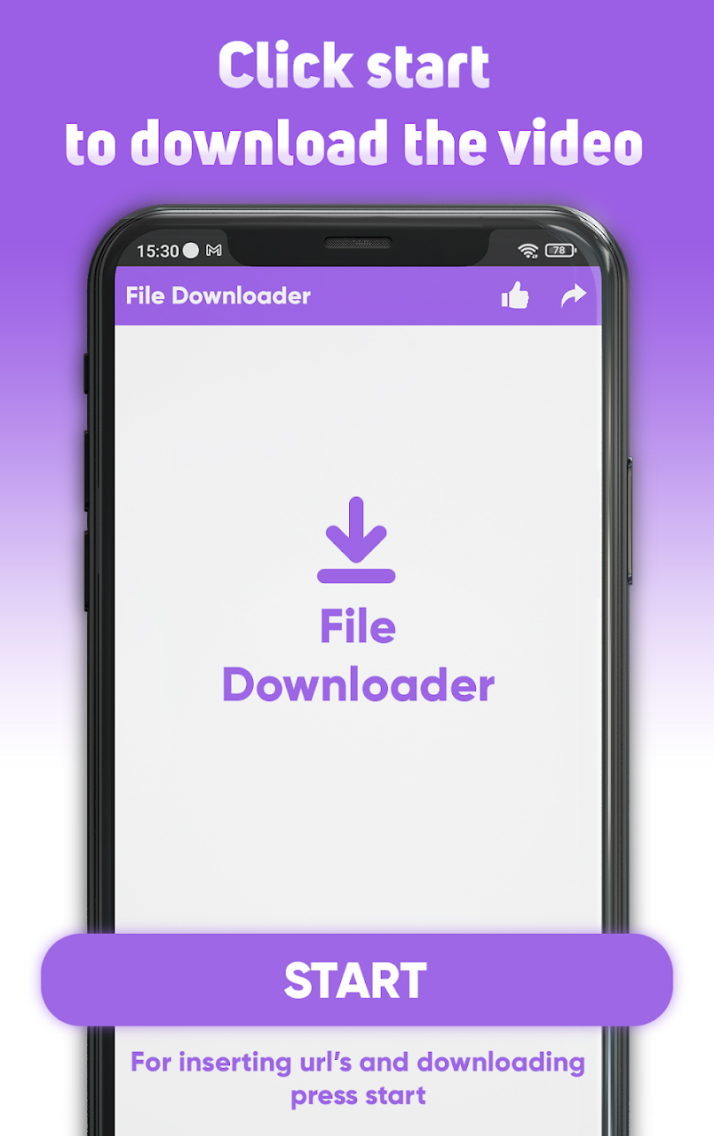 Click start
to download the video
15:30
78
File Downloader
File
Downloader
START
For inserting url's and downloading
press start